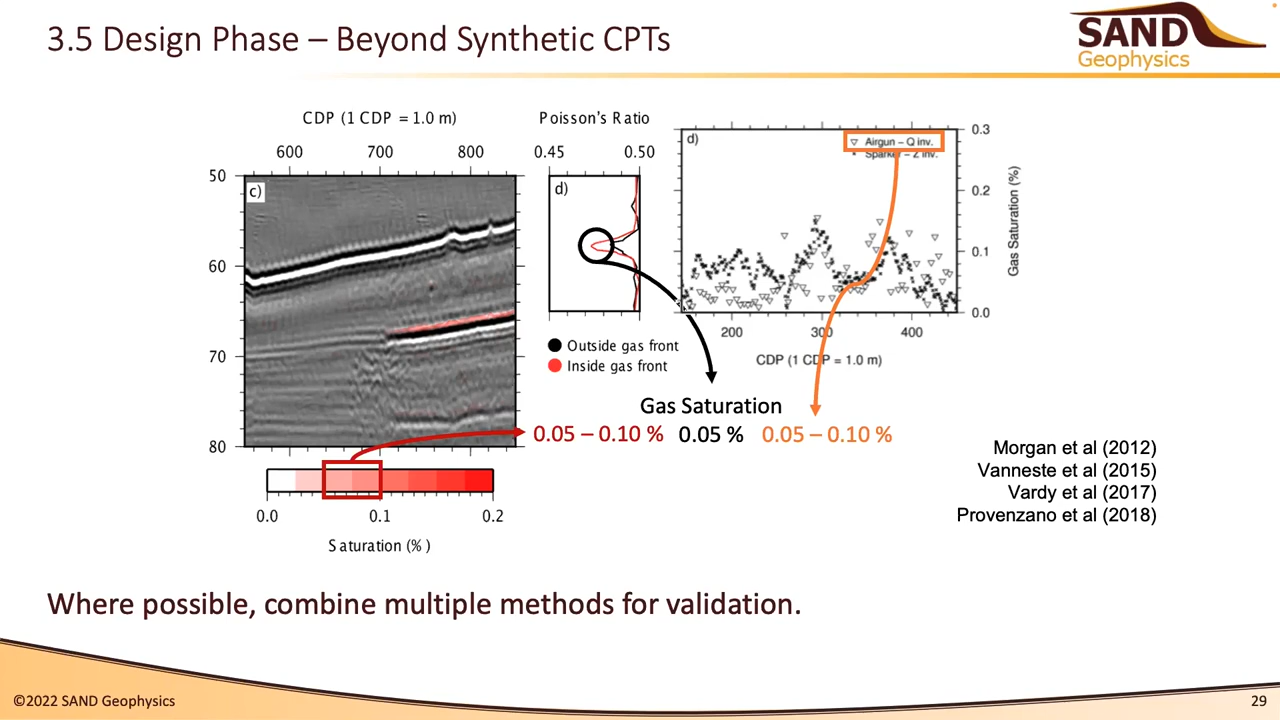 3.5 Design Phase – Beyond Synthetic CPTs
SAND
Geophysics
CDP (1 CDP = 1.0 m)
600 700 800
50
60
70
80
c)
0.0 0.1 0.2
Saturation (%)
Poisson's Ratio
0.45 0.50
d)
Outside gas front
Inside gas front
d)
Airgun – Q inv.
Sparker – Z inv.
0.3
0.2
0.1
0.0
Gas Saturation (%)
200 300 400
CDP (1 CDP = 1.0 m)
Gas Saturation
0.05 – 0.10 % 0.05 % 0.05 – 0.10 %
Morgan et al (2012)
Vanneste et al (2015)
Vardy et al (2017)
Provenzano et al (2018)
Where possible, combine multiple methods for validation.
©2022 SAND Geophysics
29